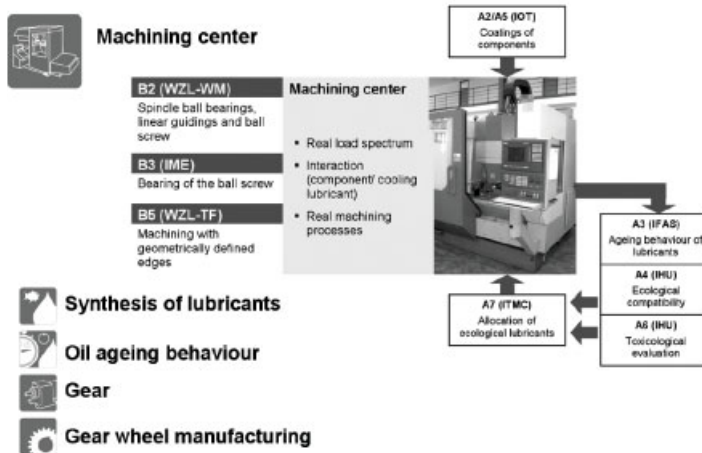 Machining center
B2 (WZL-WM)
Spindle ball bearings,
linear guidings and ball
screw
B3 (IME)
Bearing of the ball screw
B5 (WZL-TF)
Machining with
geometrically defined
edges
Machining center
• Real load spectrum
• Interaction
(component/ cooling
lubricant)
• Real machining
processes
A2/A5 (IOT)
Coatings of
components
A3 (IFAS)
Ageing behaviour of
lubricants
A4 (IHU)
Ecological
compatibility
A6 (IHU)
Toxicological
evaluation
A7 (ITMC)
Allocation of
ecological lubricants
Synthesis of lubricants
Oil ageing behaviour
Gear
Gear wheel manufacturing